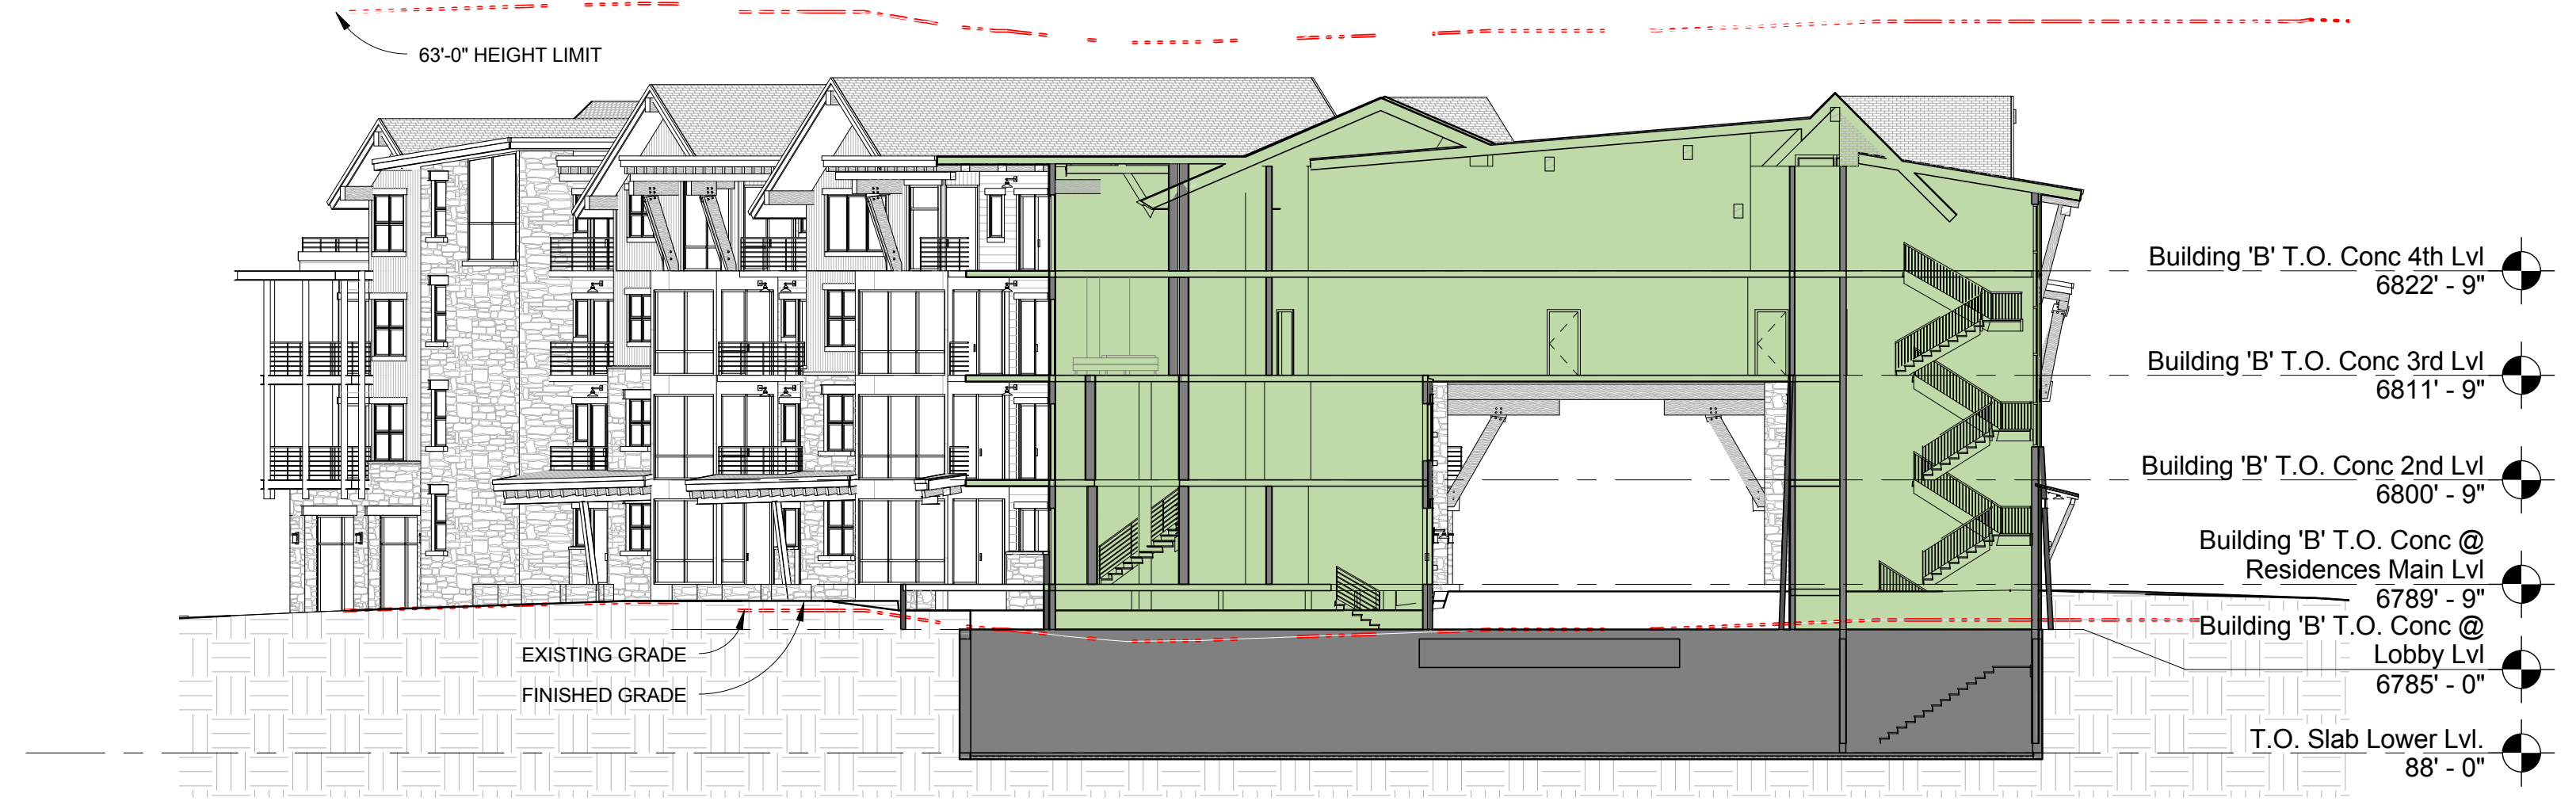 63'-0" HEIGHT LIMIT
Building 'B' T.O. Conc 4th Lvl
6822' - 9"
Building 'B' T.O. Conc 3rd Lvl
6811' - 9"
Building 'B' T.O. Conc 2nd Lvl
6800' - 9"
Building 'B' T.O. Conc @
Residences Main Lvl
6789' - 9"
Building 'B' T.O. Conc @
Lobby Lvl
6785' - 0"
EXISTING GRADE
FINISHED GRADE
T.O. Slab Lower Lvl.
88' - 0"